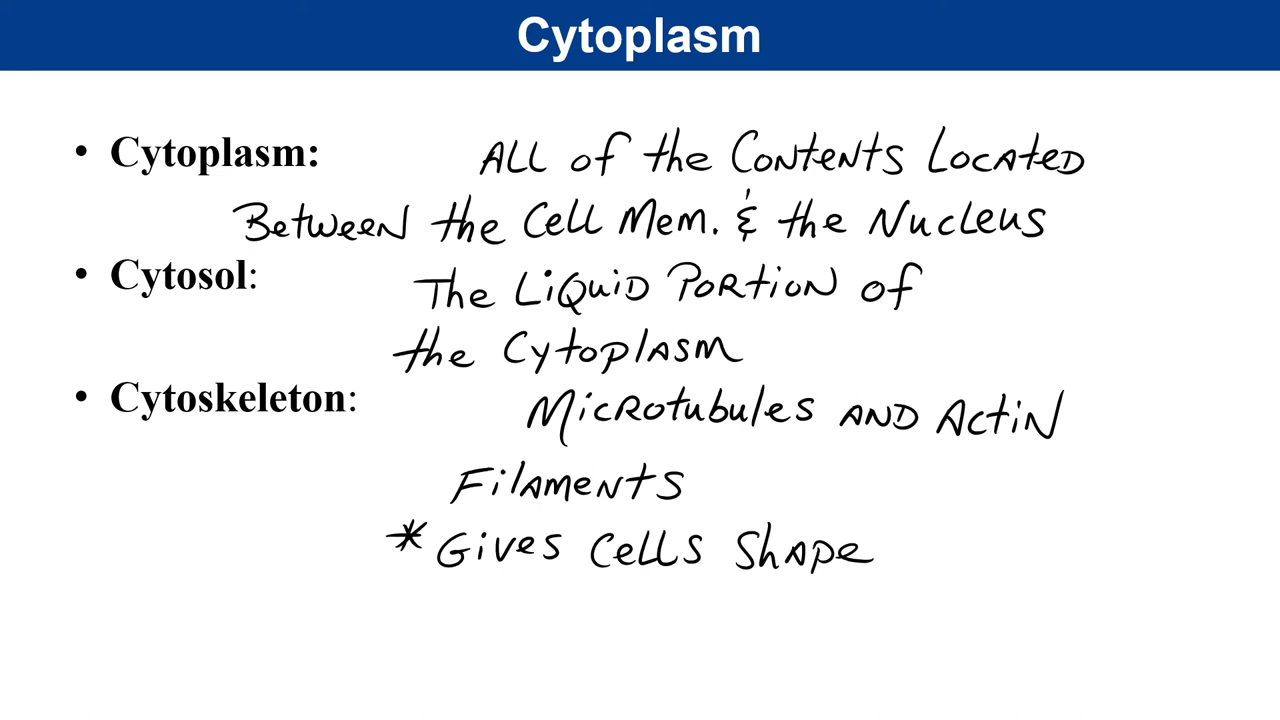 Cytoplasm
• Cytoplasm: ALL of the Contents Located
Between the Cell Mem. & the Nucleus
• Cytosol: The Liquid Portion of
the Cytoplasm
• Cytoskeleton: Microtubules AND Actin
Filaments
* Gives Cells Shape